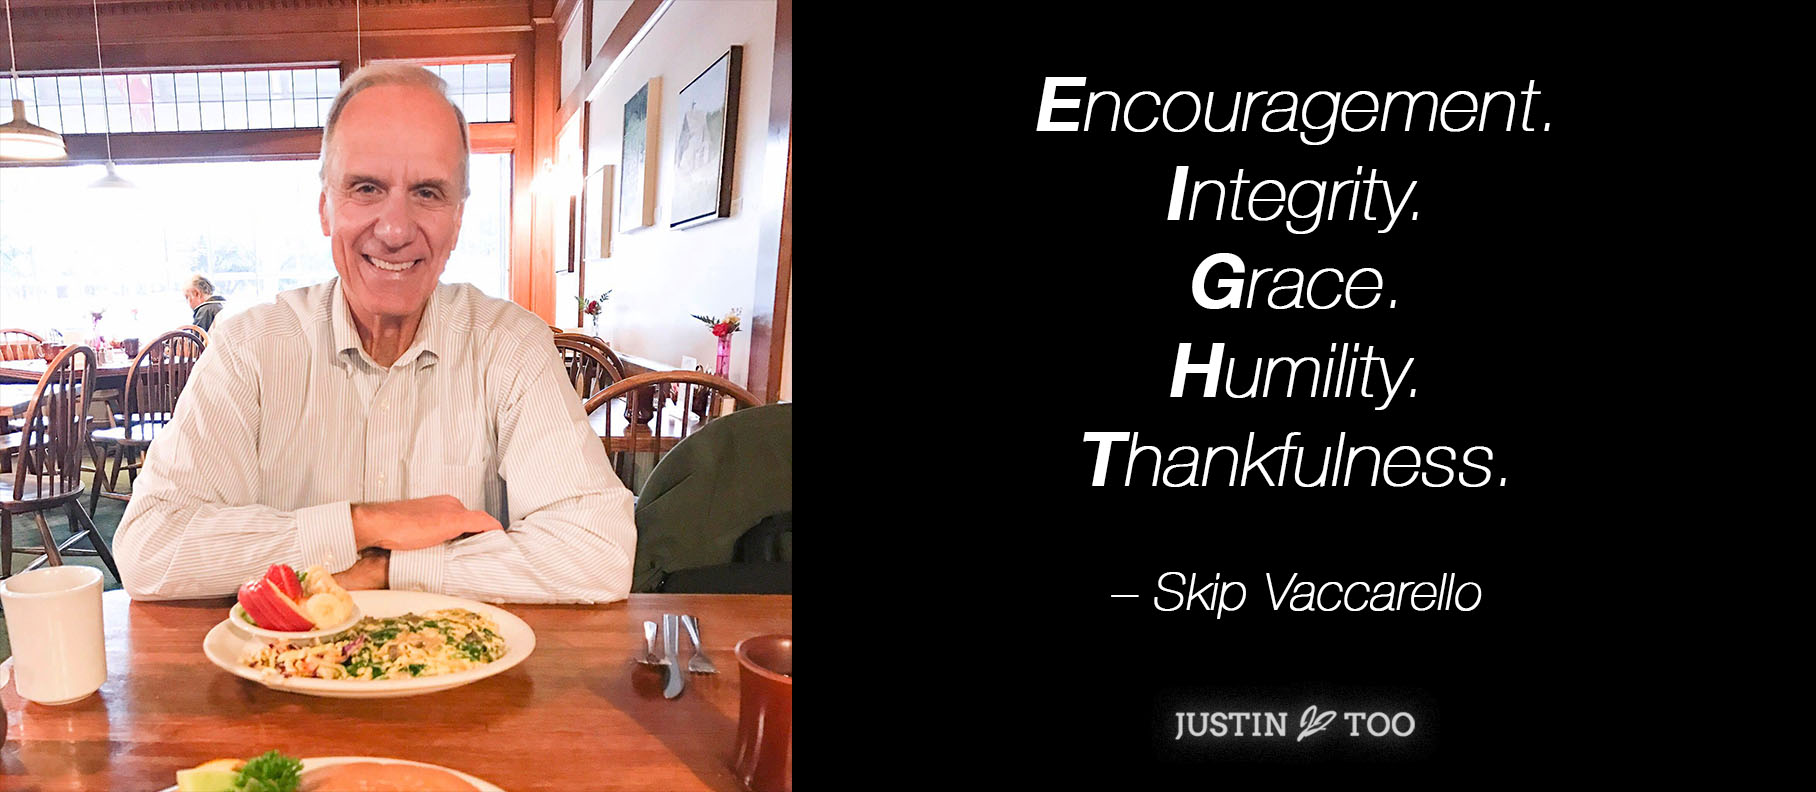 Encouragement.
Integrity.
Grace.
Humility.
Thankfulness.
– Skip Vaccarello
JUSTIN TOO